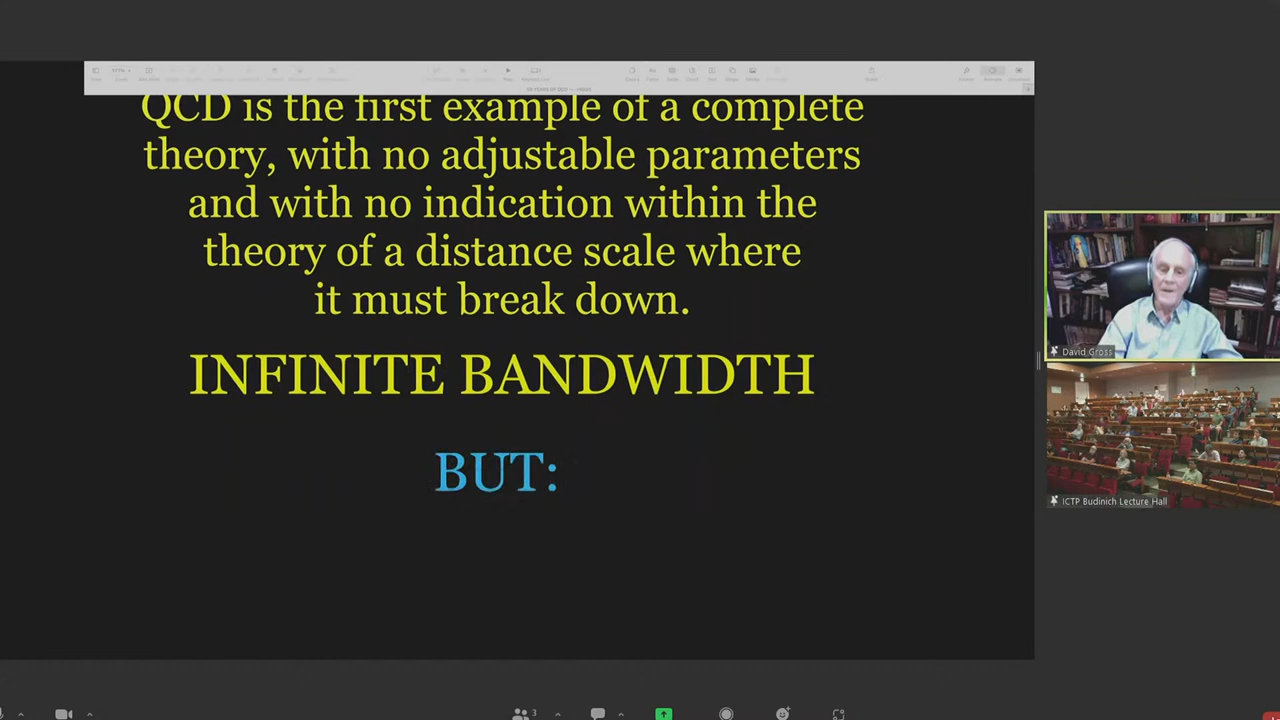 QCD is the first example of a complete
theory, with no adjustable parameters
and with no indication within the
theory of a distance scale where
it must break down.
INFINITE BANDWIDTH
BUT:
David Gross
ICTP Budinich Lecture Hall
3